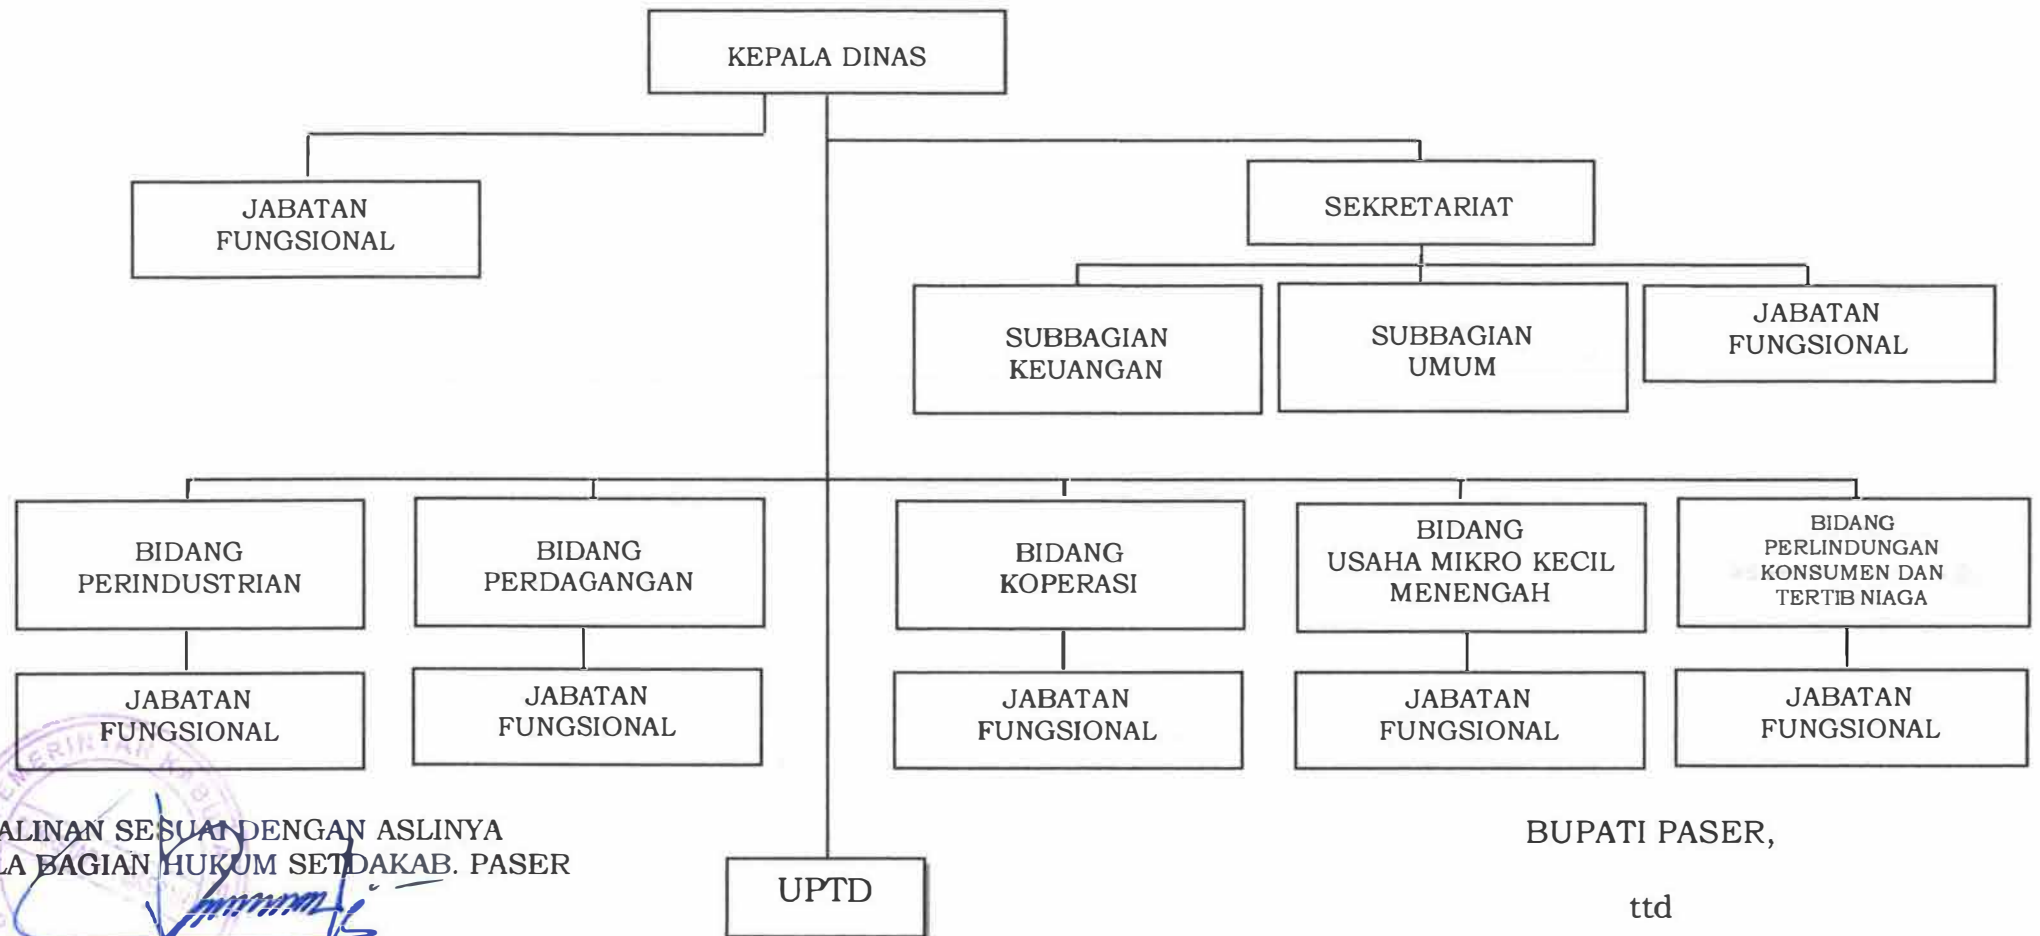 KEPALA DINAS
JABATAN
FUNGSIONAL
SEKRETARIAT
SUBBAGIAN
KEUANGAN
SUBBAGIAN
UMUM
JABATAN
FUNGSIONAL
BIDANG
PERINDUSTRIAN
BIDANG
PERDAGANGAN
BIDANG
KOPERASI
BIDANG
USAHA MIKRO KECIL
MENENGAH
BIDANG
PERLINDUNGAN
KONSUMEN DAN
TERTIB NIAGA
JABATAN
FUNGSIONAL
JABATAN
FUNGSIONAL
JABATAN
FUNGSIONAL
JABATAN
FUNGSIONAL
JABATAN
FUNGSIONAL
ALINAN SESUAI DENGAN ASLINYA
LA BAGIAN HUKUM SETDAKAB. PASER
UPTD
BUPATI PASER,
ttd